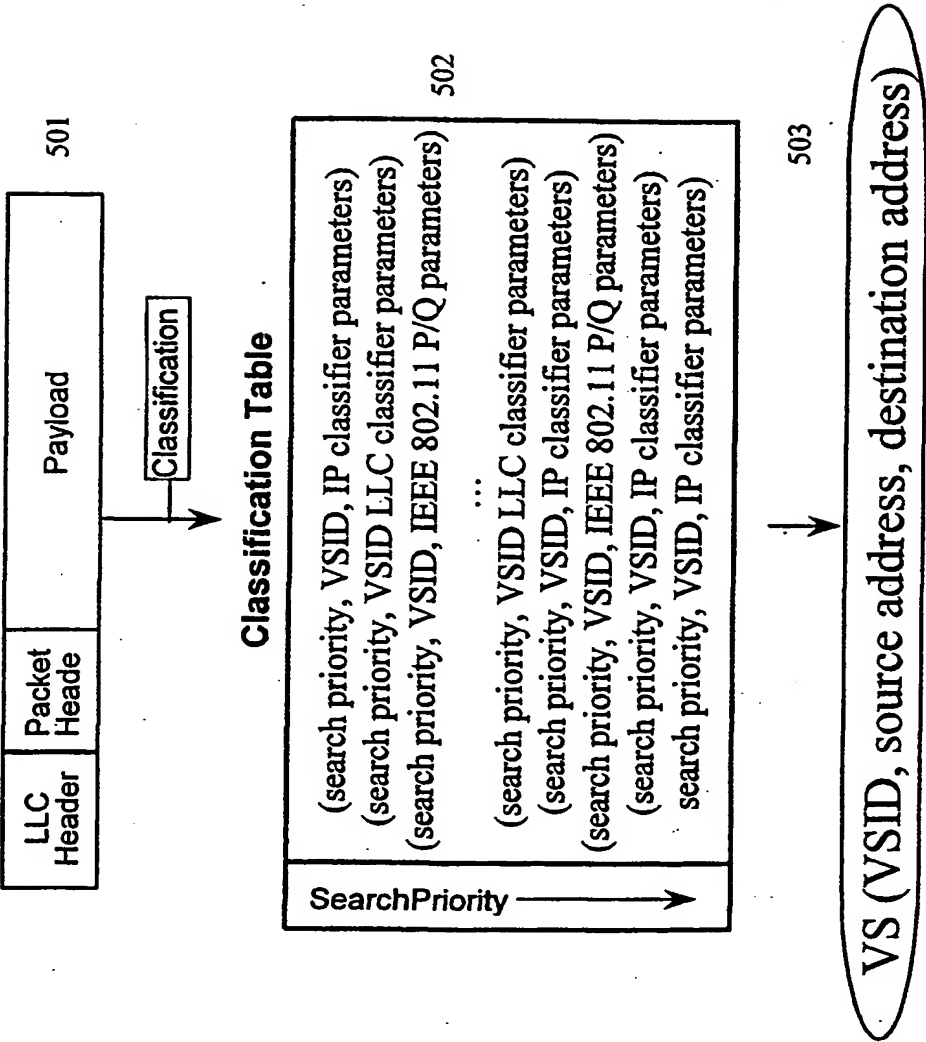 LLC
Header
Packet
Heade
Payload
501
Classification
Classification Table
502
SearchPriority
(search priority, VSID, IP classifier parameters)
(search priority, VSID LLC classifier parameters)
(search priority, VSID, IEEE 802.11 P/Q parameters)
...
(search priority, VSID LLC classifier parameters)
(search priority, VSID, IP classifier parameters)
(search priority, VSID, IEEE 802.11 P/Q parameters)
(search priority, VSID, IP classifier parameters)
search priority, VSID, IP classifier parameters)
503
VS (VSID, source address, destination address)